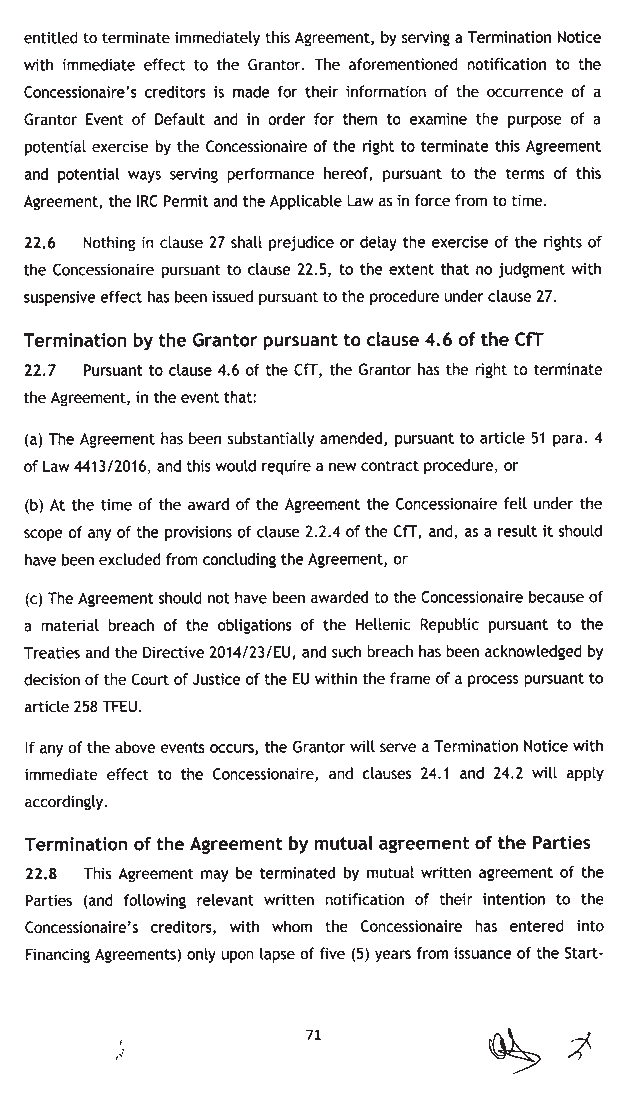 entitled to terminate immediately this Agreement, by serving a Termination Notice
with immediate effect to the Grantor. The aforementioned notification to the
Concessionaire's creditors is made for their information of the occurrence of a
Grantor Event of Default and in order for them to examine the purpose of a
potential exercise by the Concessionaire of the right to terminate this Agreement
and potential ways serving performance hereof, pursuant to the terms of this
Agreement, the IRC Permit and the Applicable Law as in force from to time.
22.6 Nothing in clause 27 shall prejudice or delay the exercise of the rights of
the Concessionaire pursuant to clause 22.5, to the extent that no judgment with
suspensive effect has been issued pursuant to the procedure under clause 27.
Termination by the Grantor pursuant to clause 4.6 of the CfT
22.7 Pursuant to clause 4.6 of the CfT, the Grantor has the right to terminate
the Agreement, in the event that:
(a) The Agreement has been substantially amended, pursuant to article 51 para. 4
of Law 4413/2016, and this would require a new contract procedure, or
(b) At the time of the award of the Agreement the Concessionaire fell under the
scope of any of the provisions of clause 2.2.4 of the CfT, and, as a result it should
have been excluded from concluding the Agreement, or
(c) The Agreement should not have been awarded to the Concessionaire because of
a material breach of the obligations of the Hellenic Republic pursuant to the
Treaties and the Directive 2014/23/EU, and such breach has been acknowledged by
decision of the Court of Justice of the EU within the frame of a process pursuant to
article 258 TFEU.
If any of the above events occurs, the Grantor will serve a Termination Notice with
immediate effect to the Concessionaire, and clauses 24.1 and 24.2 will apply
accordingly.
Termination of the Agreement by mutual agreement of the Parties
22.8 This Agreement may be terminated by mutual written agreement of the
Parties (and following relevant written notification of their intention to the
Concessionaire's creditors, with whom the Concessionaire has entered into
Financing Agreements) only upon lapse of five (5) years from issuance of the Start-
71